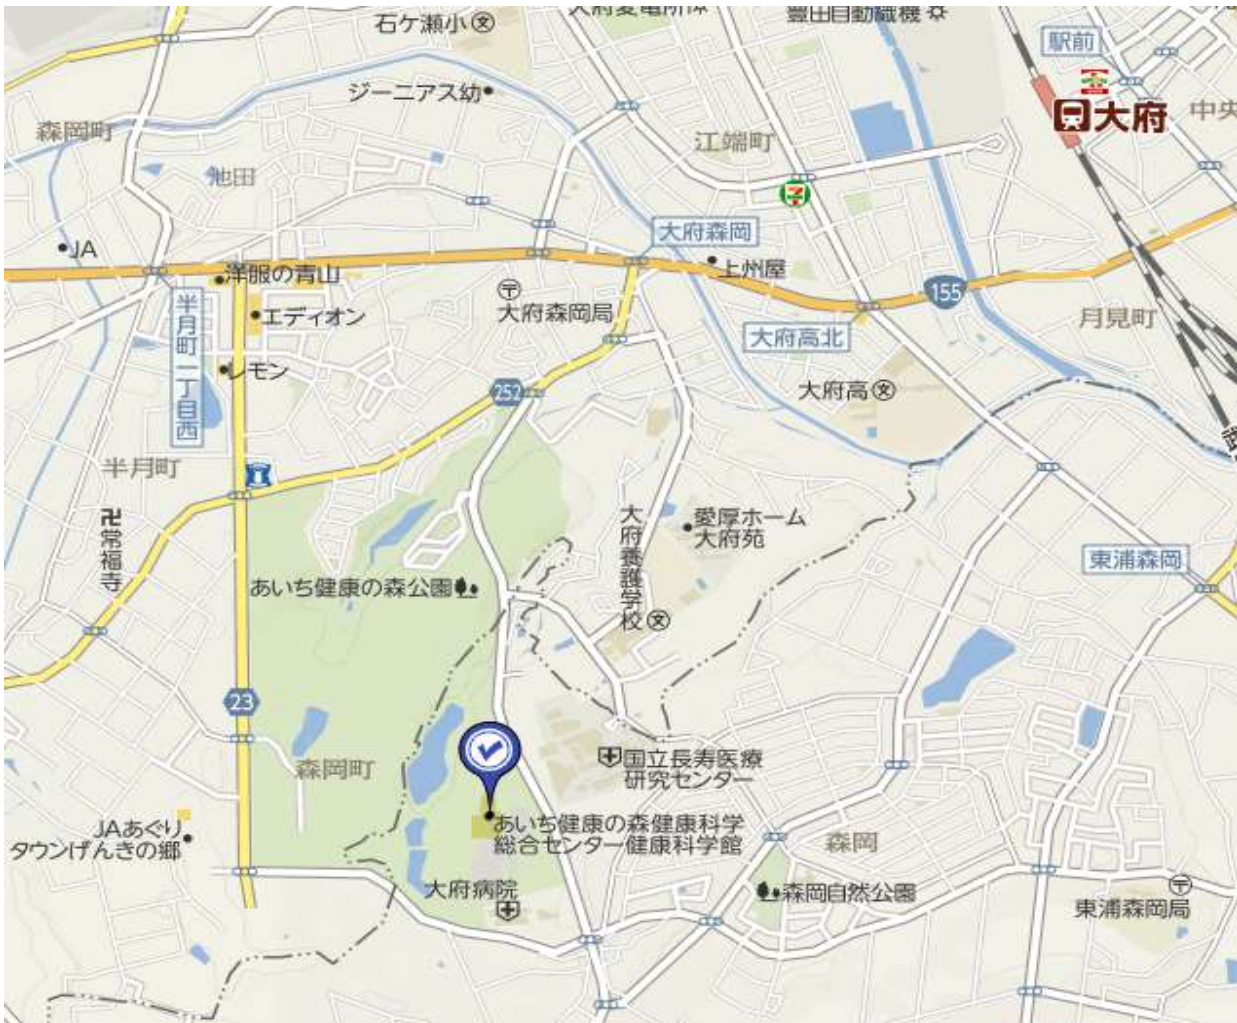 石ケ瀬小
大府変電所
豊田自動織機
駅前
ジーニアス幼
大府
中央
森岡町
江端町
池田
大府森岡
JA
洋服の青山
上州屋
155
大府森岡局
エディオン
月見町
半月町一丁目西
大府高北
レモン
252
大府高
武
半月町
卍常福寺
大府養護学校
愛厚ホーム
大府苑
東浦森岡
あいち健康の森公園
23
国立長寿医療
研究センター
森岡町
あいち健康の森健康科学
総合センター健康科学館
JAあぐり
タウンげんきの郷
森岡
大府病院
森岡自然公園
東浦森岡局